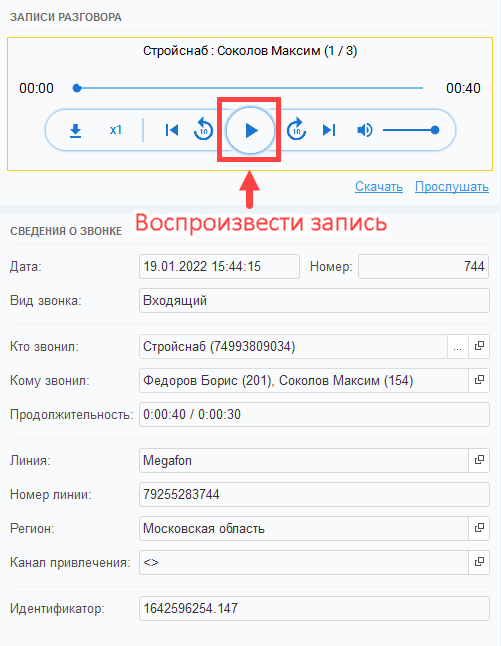 ЗАПИСИ РАЗГОВОРА
Стройснаб : Соколов Максим (1 / 3)
00:00 00:40
x1 10 10
Скачать Прослушать
Воспроизвести запись
СВЕДЕНИЯ О ЗВОНКЕ
Дата: 19.01.2022 15:44:15 Номер: 744
Вид звонка: Входящий
Кто звонил: Стройснаб (74993809034) ...
Кому звонил: Федоров Борис (201), Соколов Максим (154)
Продолжительность: 0:00:40 / 0:00:30
Линия: Megafon
Номер линии: 79255283744
Регион: Московская область
Канал привлечения: <>
Идентификатор: 1642596254.147